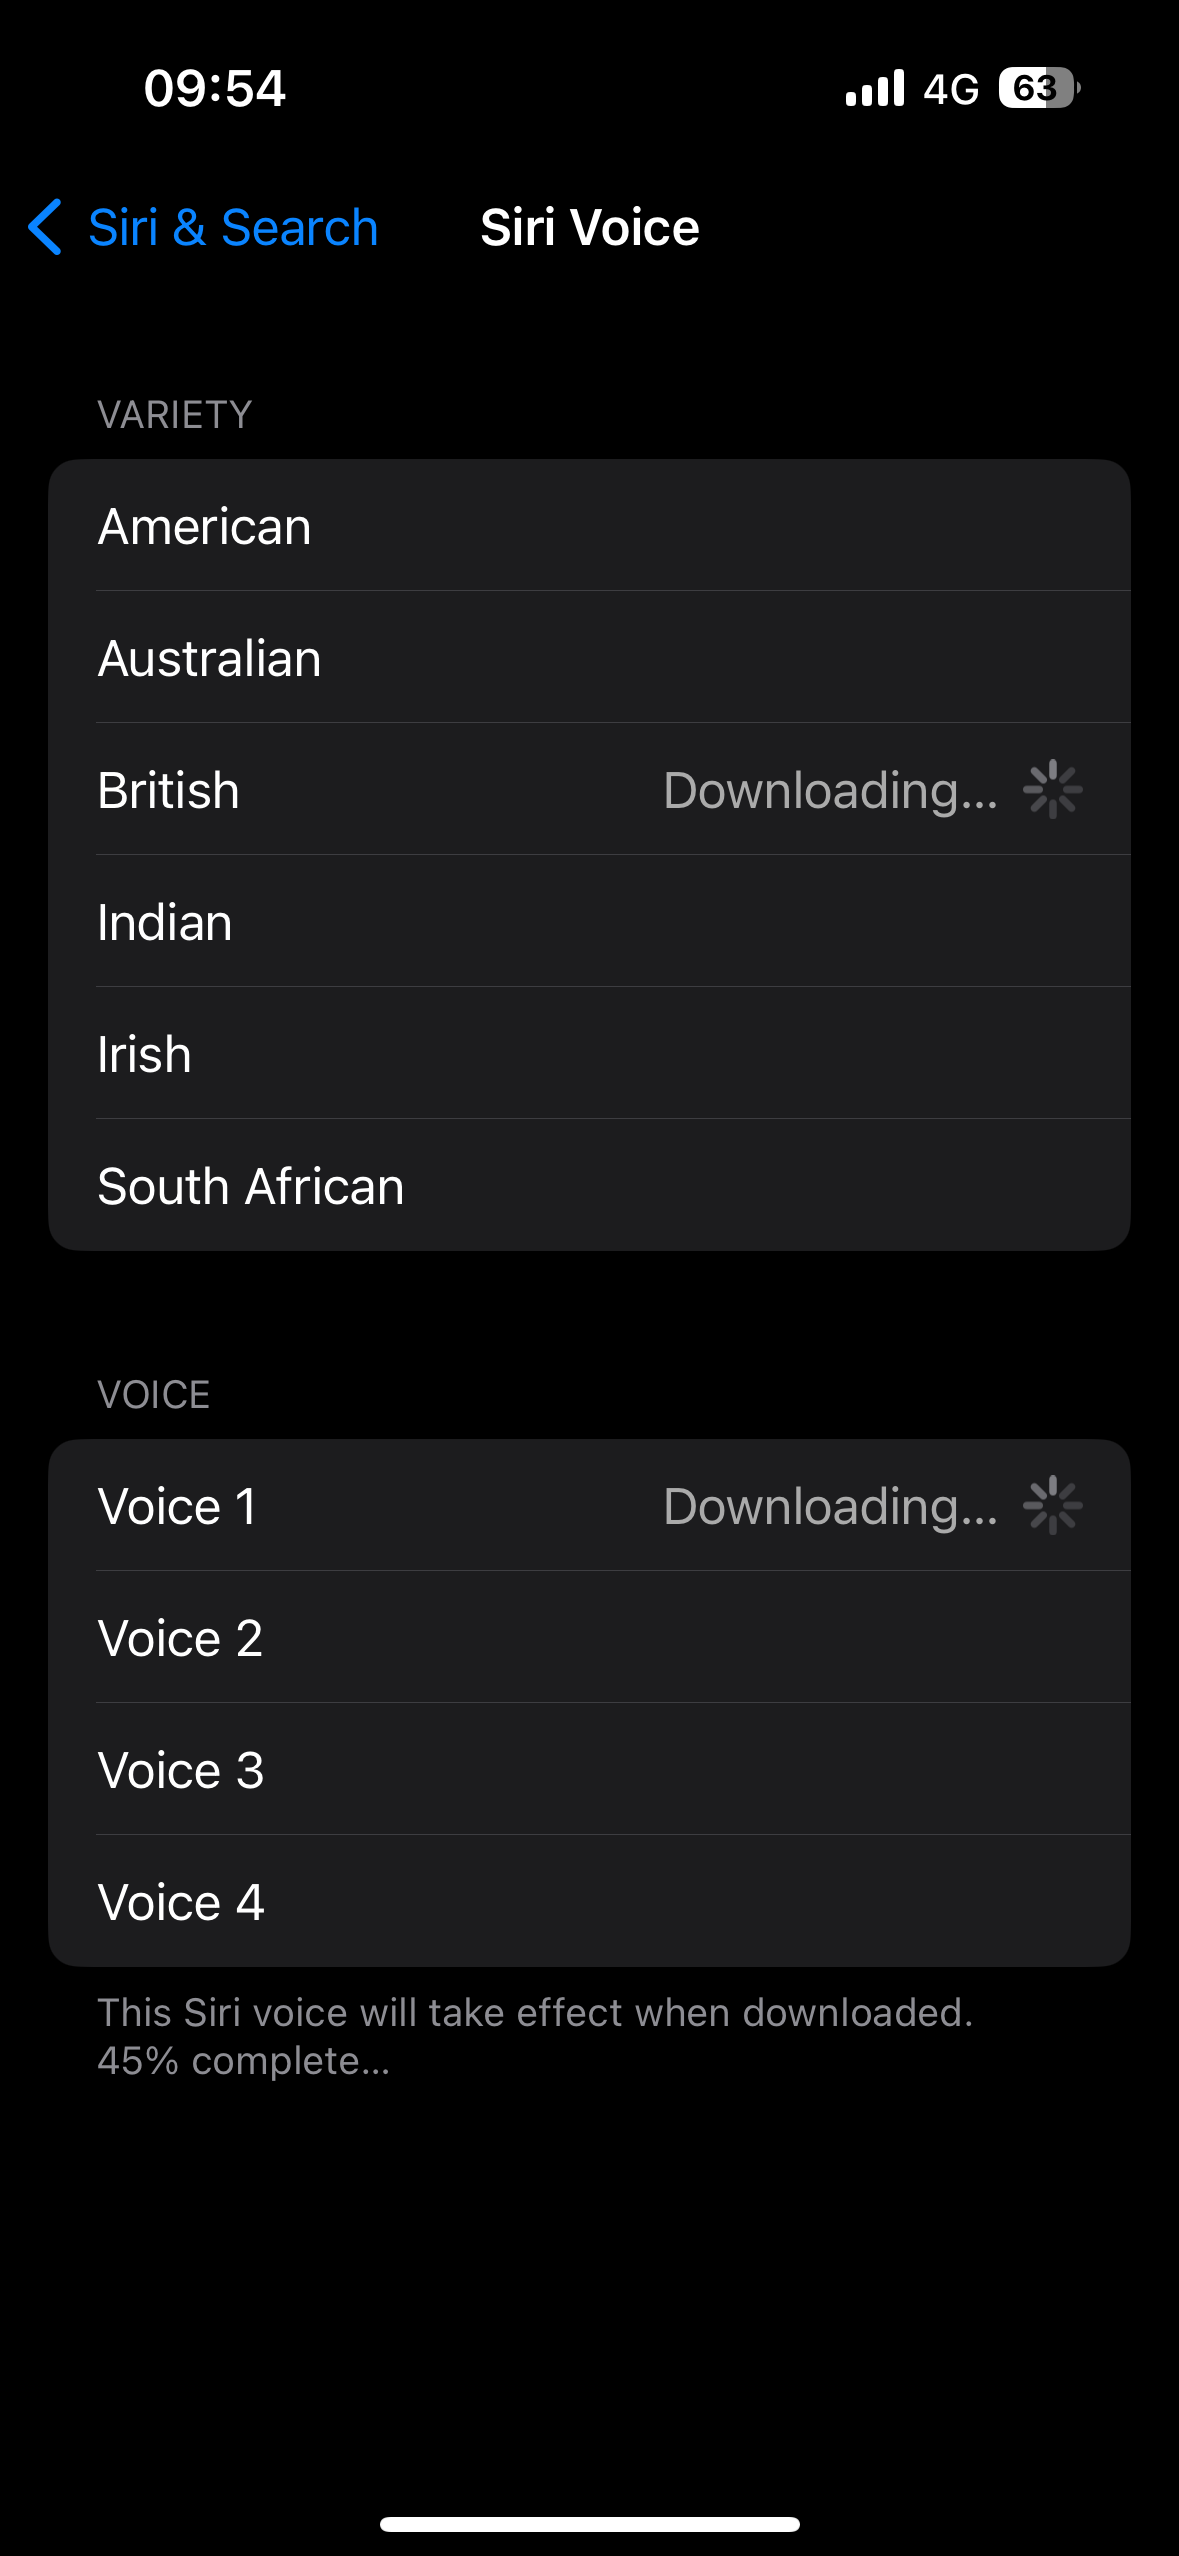 09:54 4G 63
Siri & Search Siri Voice
VARIETY
American
Australian
British Downloading...
Indian
Irish
South African
VOICE
Voice 1 Downloading...
Voice 2
Voice 3
Voice 4
This Siri voice will take effect when downloaded.
45% complete...